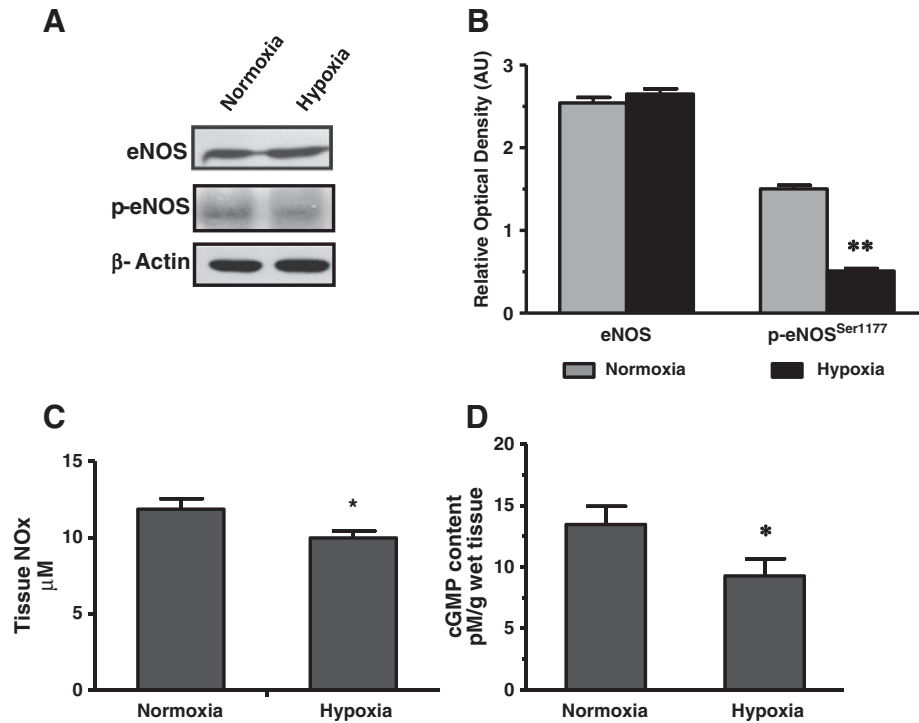 A
Normoxia
Hypoxia
eNOS
p-eNOS
β- Actin
B
Relative Optical Density (AU)
3
2
1
0
**
eNOS
p-eNOS^Ser1177
Normoxia
Hypoxia
C
Tissue NOx
μM
15
10
5
0
*
Normoxia
Hypoxia
D
cGMP content
pM/g wet tissue
20
15
10
5
0
*
Normoxia
Hypoxia